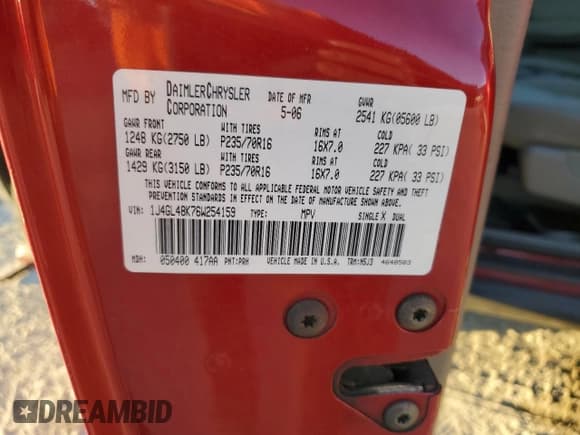 MFD BY DAIMLERCHRYSLER CORPORATION DATE OF MFR 5-06 GVWR 2541 KG(05600 LB)
GAWR FRONT WITH TIRES RIMS AT COLD
1248 KG(2750 LB) P235/70R16 16X7.0 227 KPA( 33 PSI)
GAWR REAR WITH TIRES RIMS AT COLD
1429 KG(3150 LB) P235/70R16 16X7.0 227 KPA( 33 PSI)
THIS VEHICLE CONFORMS TO ALL APPLICABLE FEDERAL MOTOR VEHICLE SAFETY AND THEFT
PREVENTION STANDARDS IN EFFECT ON THE DATE OF MANUFACTURE SHOWN ABOVE.
VIN: 1J4GL48K76W254159 TYPE: MPV SINGLE X DUAL
MDH: 050400 417AA PNT:PRH VEHICLE MADE IN U.S.A. TRM:M5J3 4648503
DREAMBID